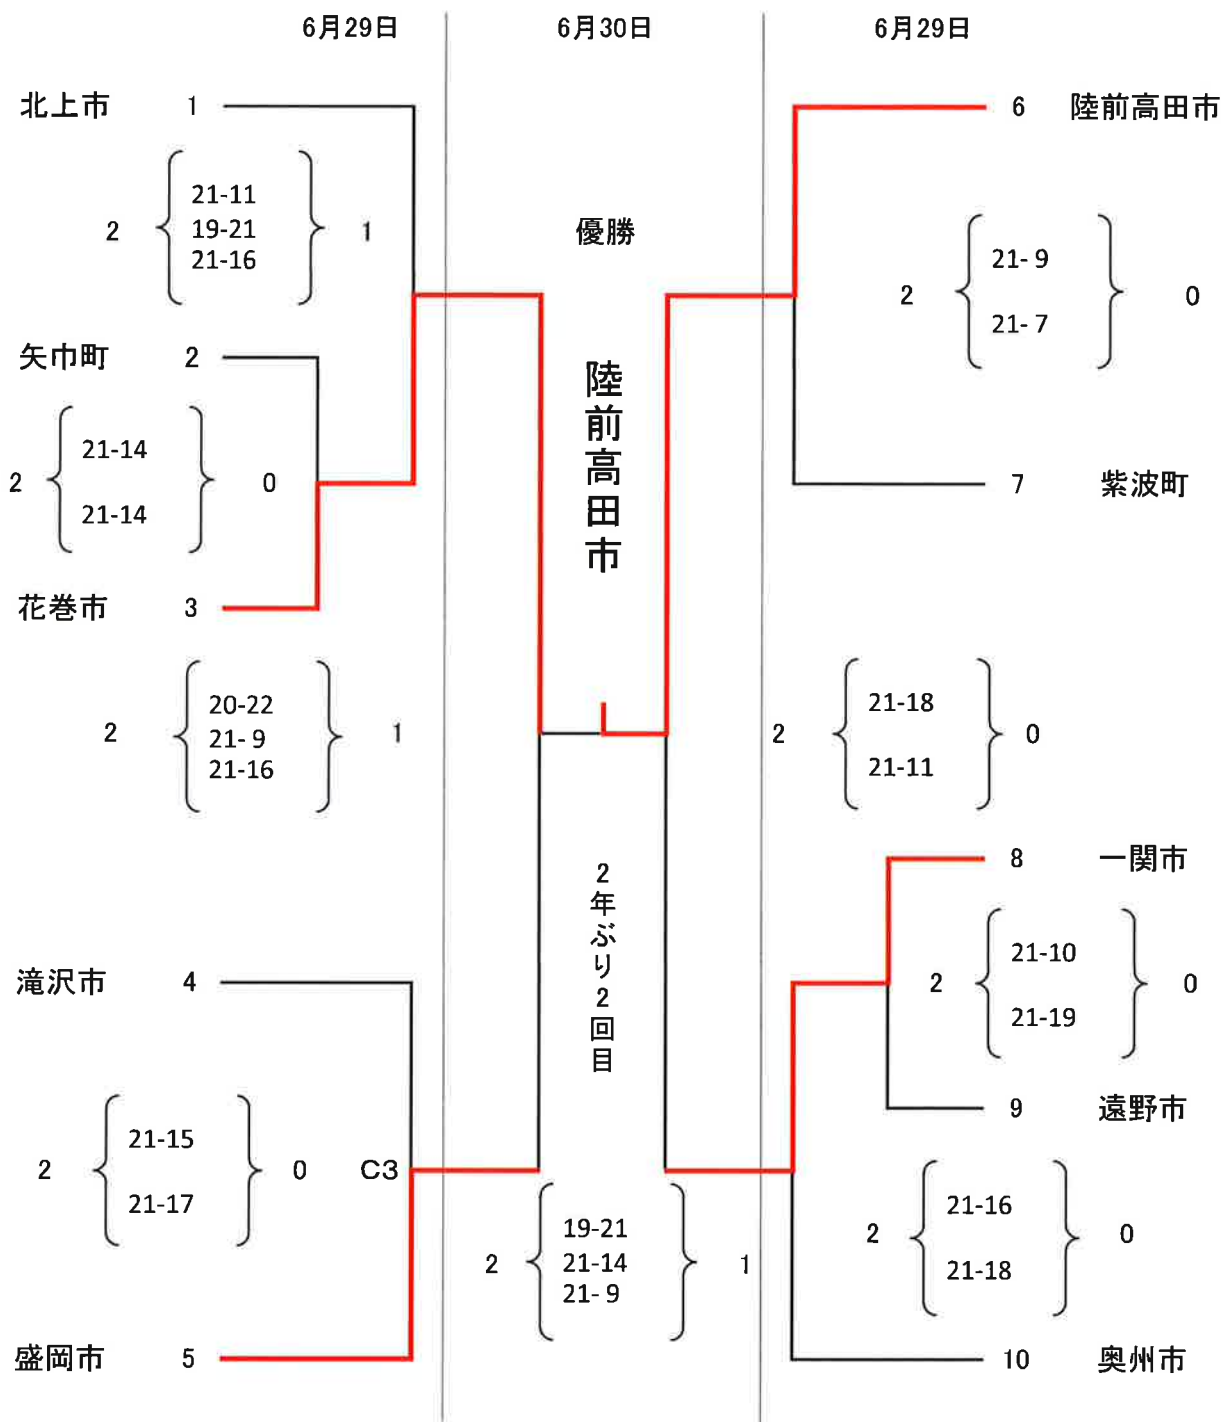 6月29日 6月30日 6月29日
北上市 1
6 陸前高田市
2 21-11 1
19-21
21-16
優勝
2 21- 9 0
21- 7
矢巾町 2
陸前高田市
2 21-14 0
21-14
7 紫波町
花巻市 3
2 20-22 1
21- 9
21-16
2 21-18 0
21-11
8 一関市
2年ぶり2回目
2 21-10 0
21-19
滝沢市 4
9 遠野市
2 21-15 0 C3
21-17
2 21-16 0
21-18
2 19-21 1
21-14
21- 9
盛岡市 5
10 奥州市